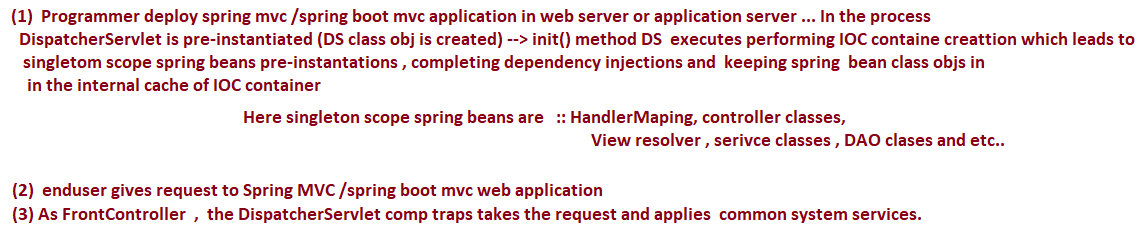 (1) Programmer deploy spring mvc /spring boot mvc application in web server or application server ... In the process
DispatcherServlet is pre-instantiated (DS class obj is created) --> init() method DS executes performing IOC containe creattion which leads to
singletom scope spring beans pre-instantations , completing dependency injections and keeping spring bean class objs in
in the internal cache of IOC container
Here singleton scope spring beans are :: HandlerMaping, controller classes,
View resolver , serivce classes , DAO clases and etc..
(2) enduser gives request to Spring MVC /spring boot mvc web application
(3) As FrontController , the DispatcherServlet comp traps takes the request and applies common system services.